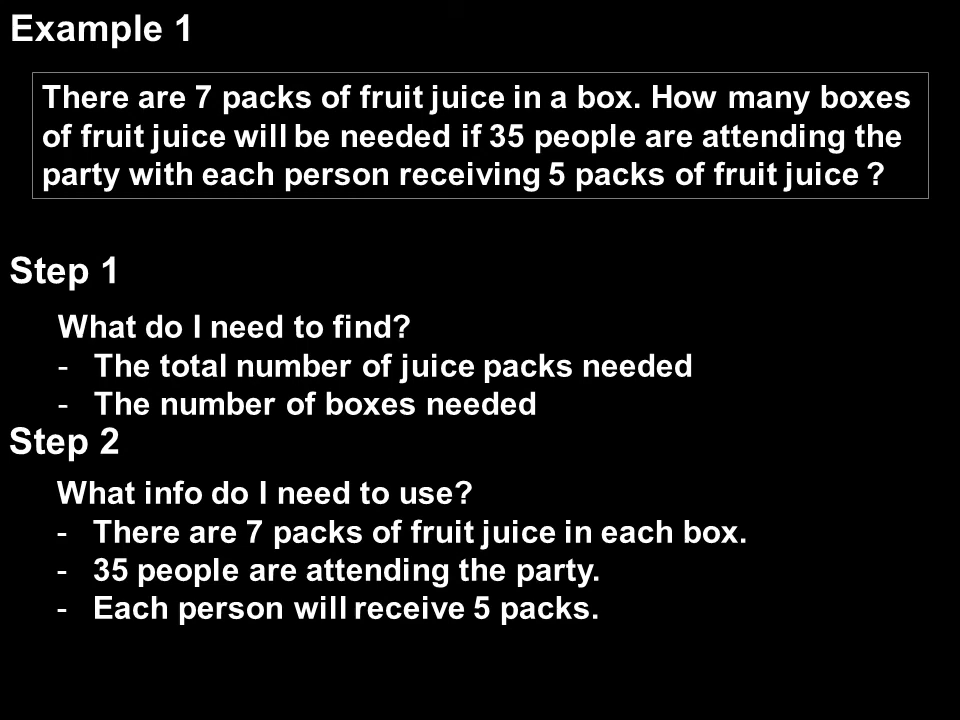 Example 1
There are 7 packs of fruit juice in a box. How many boxes
of fruit juice will be needed if 35 people are attending the
party with each person receiving 5 packs of fruit juice ?
Step 1
What do I need to find?
- The total number of juice packs needed
- The number of boxes needed
Step 2
What info do I need to use?
- There are 7 packs of fruit juice in each box.
- 35 people are attending the party.
- Each person will receive 5 packs.